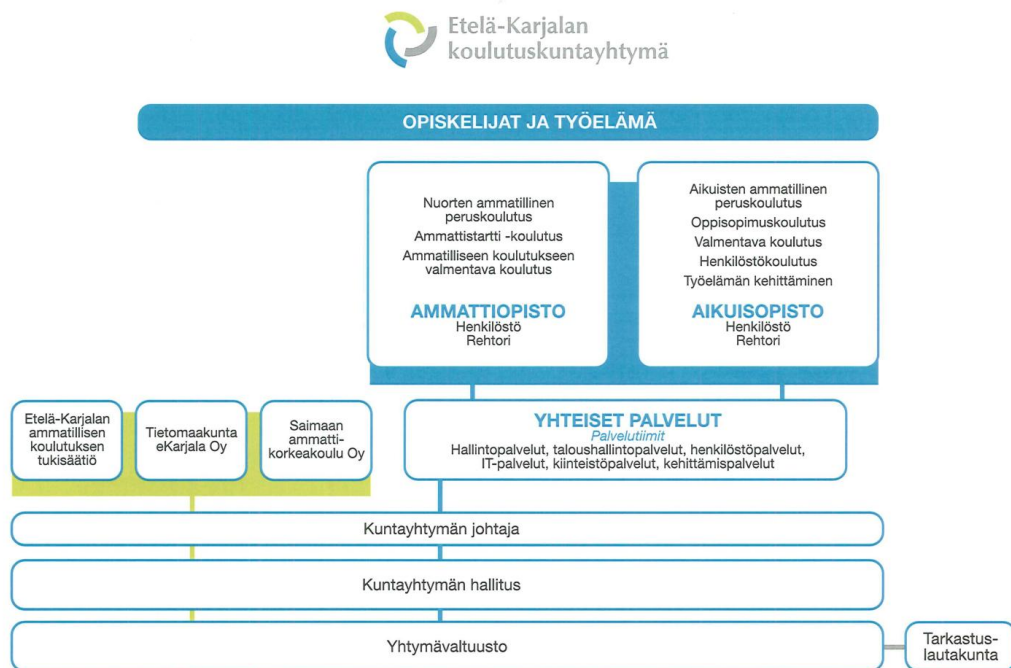 Etelä-Karjalan
koulutuskuntayhtymä
OPISKELIJAT JA TYÖELÄMÄ
Nuorten ammatillinen
peruskoulutus
Ammattistartti -koulutus
Ammatilliseen koulutukseen
valmentava koulutus
AMMATTIOPISTO
Henkilöstö
Rehtori
Aikuisten ammatillinen
peruskoulutus
Oppisopimuskoulutus
Valmentava koulutus
Henkilöstökoulutus
Työelämän kehittäminen
AIKUISOPISTO
Henkilöstö
Rehtori
Etelä-Karjalan
ammatillisen
koulutuksen
tukisäätiö
Tietomaakunta
eKarjala Oy
Saimaan
ammatti-
korkeakoulu Oy
YHTEISET PALVELUT
Palvelutiimit
Hallintopalvelut, taloushallintopalvelut, henkilöstöpalvelut,
IT-palvelut, kiinteistöpalvelut, kehittämispalvelut
Kuntayhtymän johtaja
Kuntayhtymän hallitus
Yhtymävaltuusto
Tarkastus-
lautakunta